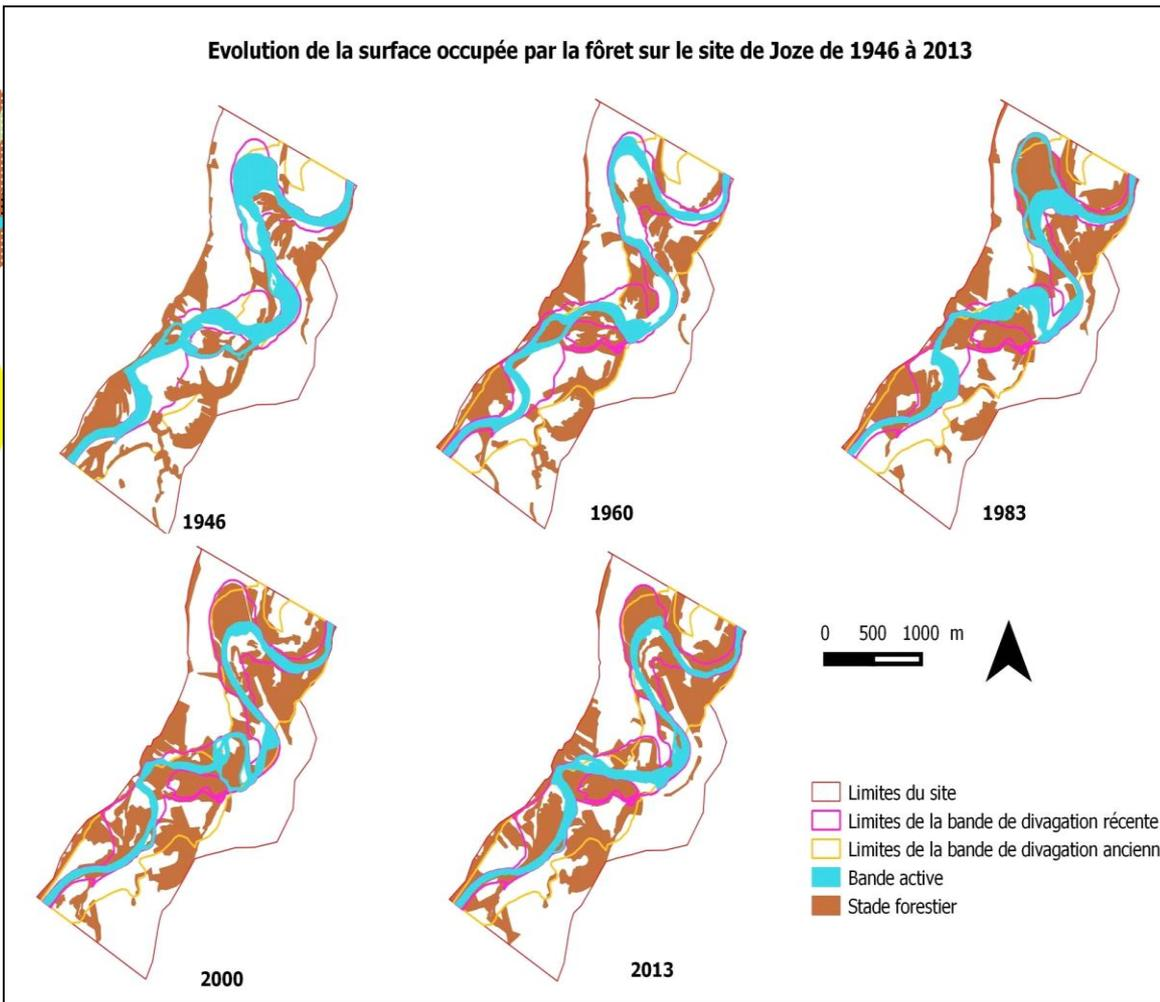 Evolution de la surface occupée par la fôret sur le site de Joze de 1946 à 2013
1946
1960
1983
2000
2013
0 500 1000 m
Limites du site
Limites de la bande de divagation récente
Limites de la bande de divagation ancienn
Bande active
Stade forestier